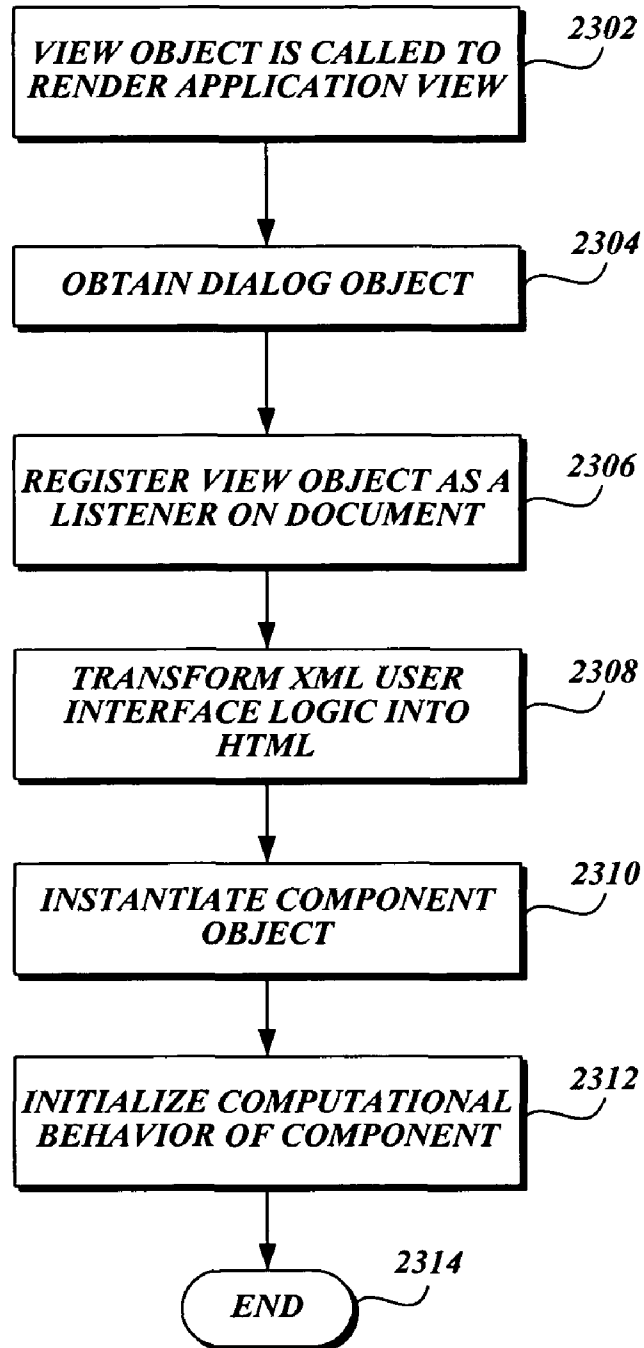 VIEW OBJECT IS CALLED TO
RENDER APPLICATION VIEW
2302
OBTAIN DIALOG OBJECT
2304
REGISTER VIEW OBJECT AS A
LISTENER ON DOCUMENT
2306
TRANSFORM XML USER
INTERFACE LOGIC INTO
HTML
2308
INSTANTIATE COMPONENT
OBJECT
2310
INITIALIZE COMPUTATIONAL
BEHAVIOR OF COMPONENT
2312
END
2314